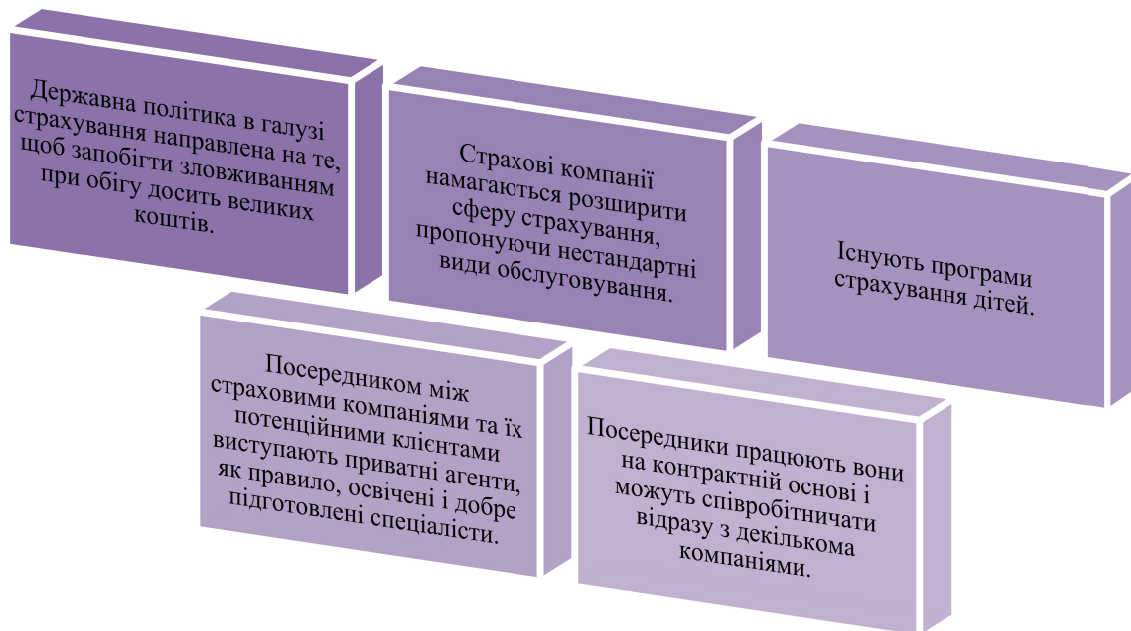 Державна політика в галузі
страхування направлена на те,
щоб запобігти зловживанням
при обігу досить великих
коштів.
Страхові компанії
намагаються розширити
сферу страхування,
пропонуючи нестандартні
види обслуговування.
Існують програми
страхування дітей.
Посередником між
страховими компаніями та їх
потенційними клієнтами
виступають приватні агенти,
як правило, освічені і добре
підготовлені спеціалісти.
Посередники працюють вони
на контрактній основі і
можуть співробітничати
відразу з декількома
компаніями.